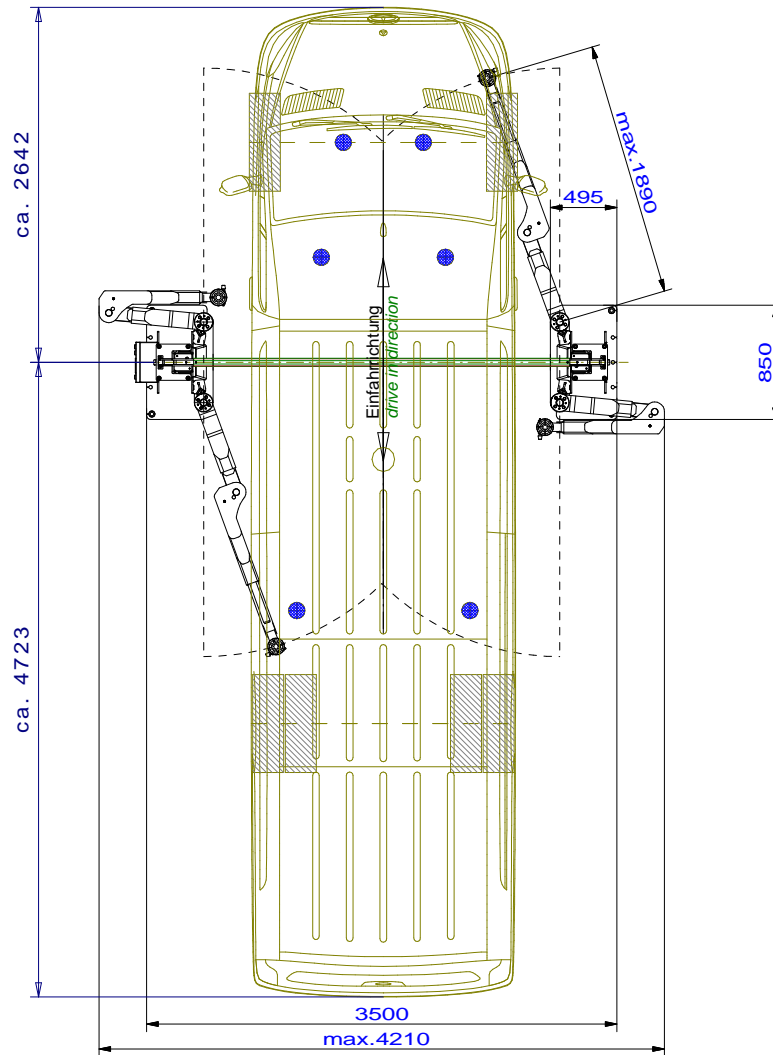 ca. 2642
max.1890
495
850
Einfahrrichtung
drive in direction
ca. 4723
3500
max.4210